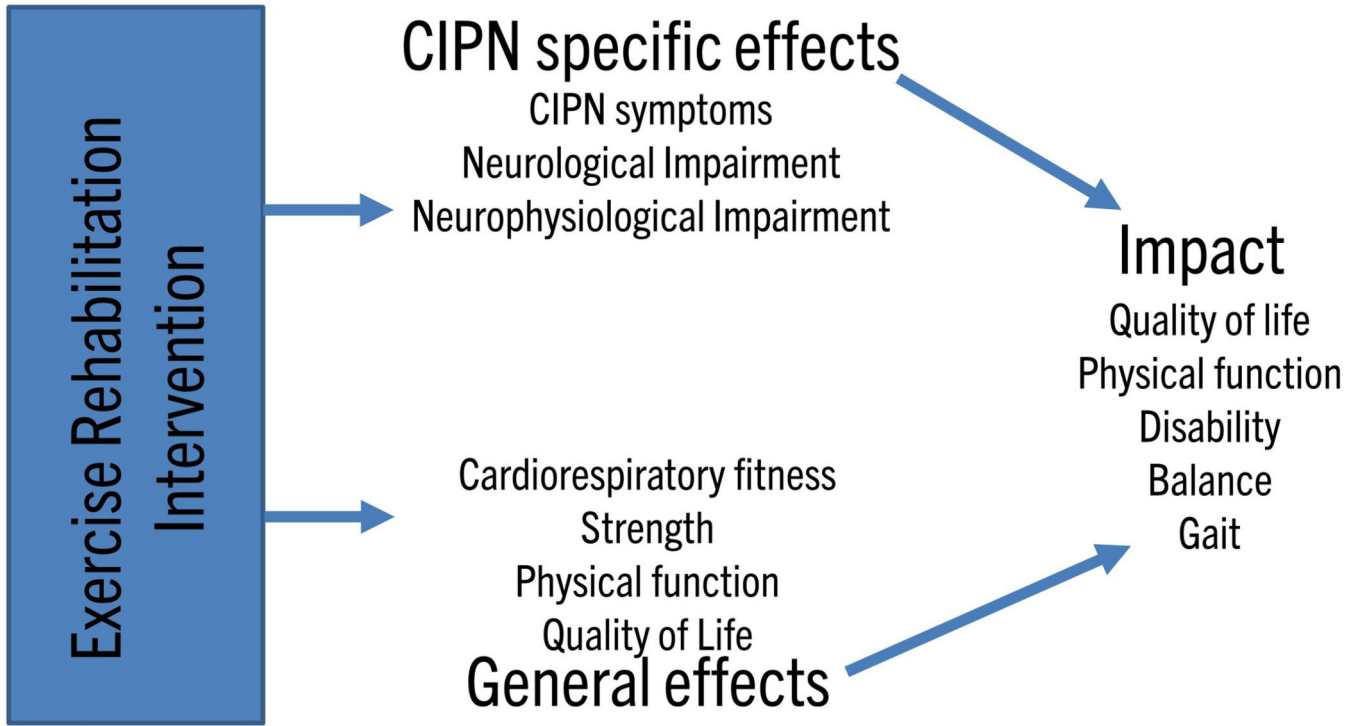 Exercise Rehabilitation
Intervention
CIPN specific effects
CIPN symptoms
Neurological Impairment
Neurophysiological Impairment
Cardiorespiratory fitness
Strength
Physical function
Quality of Life
General effects
Impact
Quality of life
Physical function
Disability
Balance
Gait